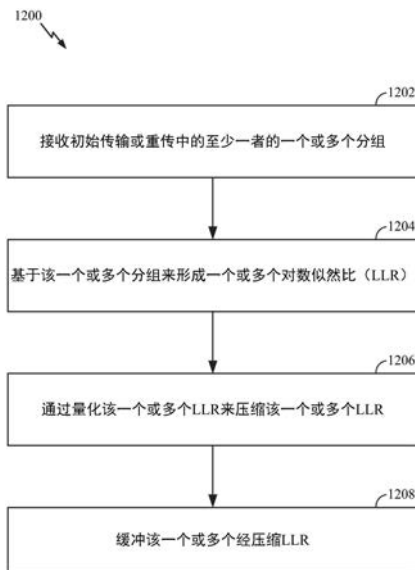 1200
1202
接收初始传输或重传中的至少一者的一个或多个分组
1204
基于该一个或多个分组来形成一个或多个对数似然比（LLR）
1206
通过量化该一个或多个LLR来压缩该一个或多个LLR
1208
缓冲该一个或多个经压缩LLR